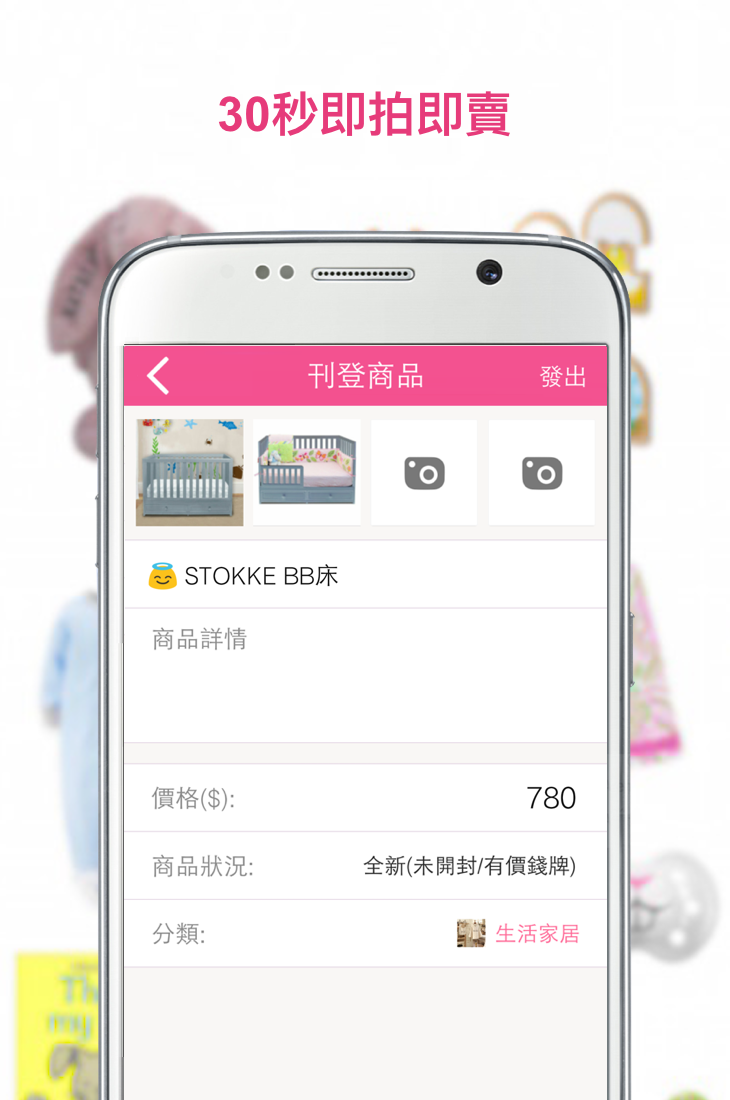 30秒即拍即賣
刊登商品
發出
😇 STOKKE BB床
商品詳情
價格($):
780
商品狀況:
全新(未開封/有價錢牌)
分類:
生活家居
my